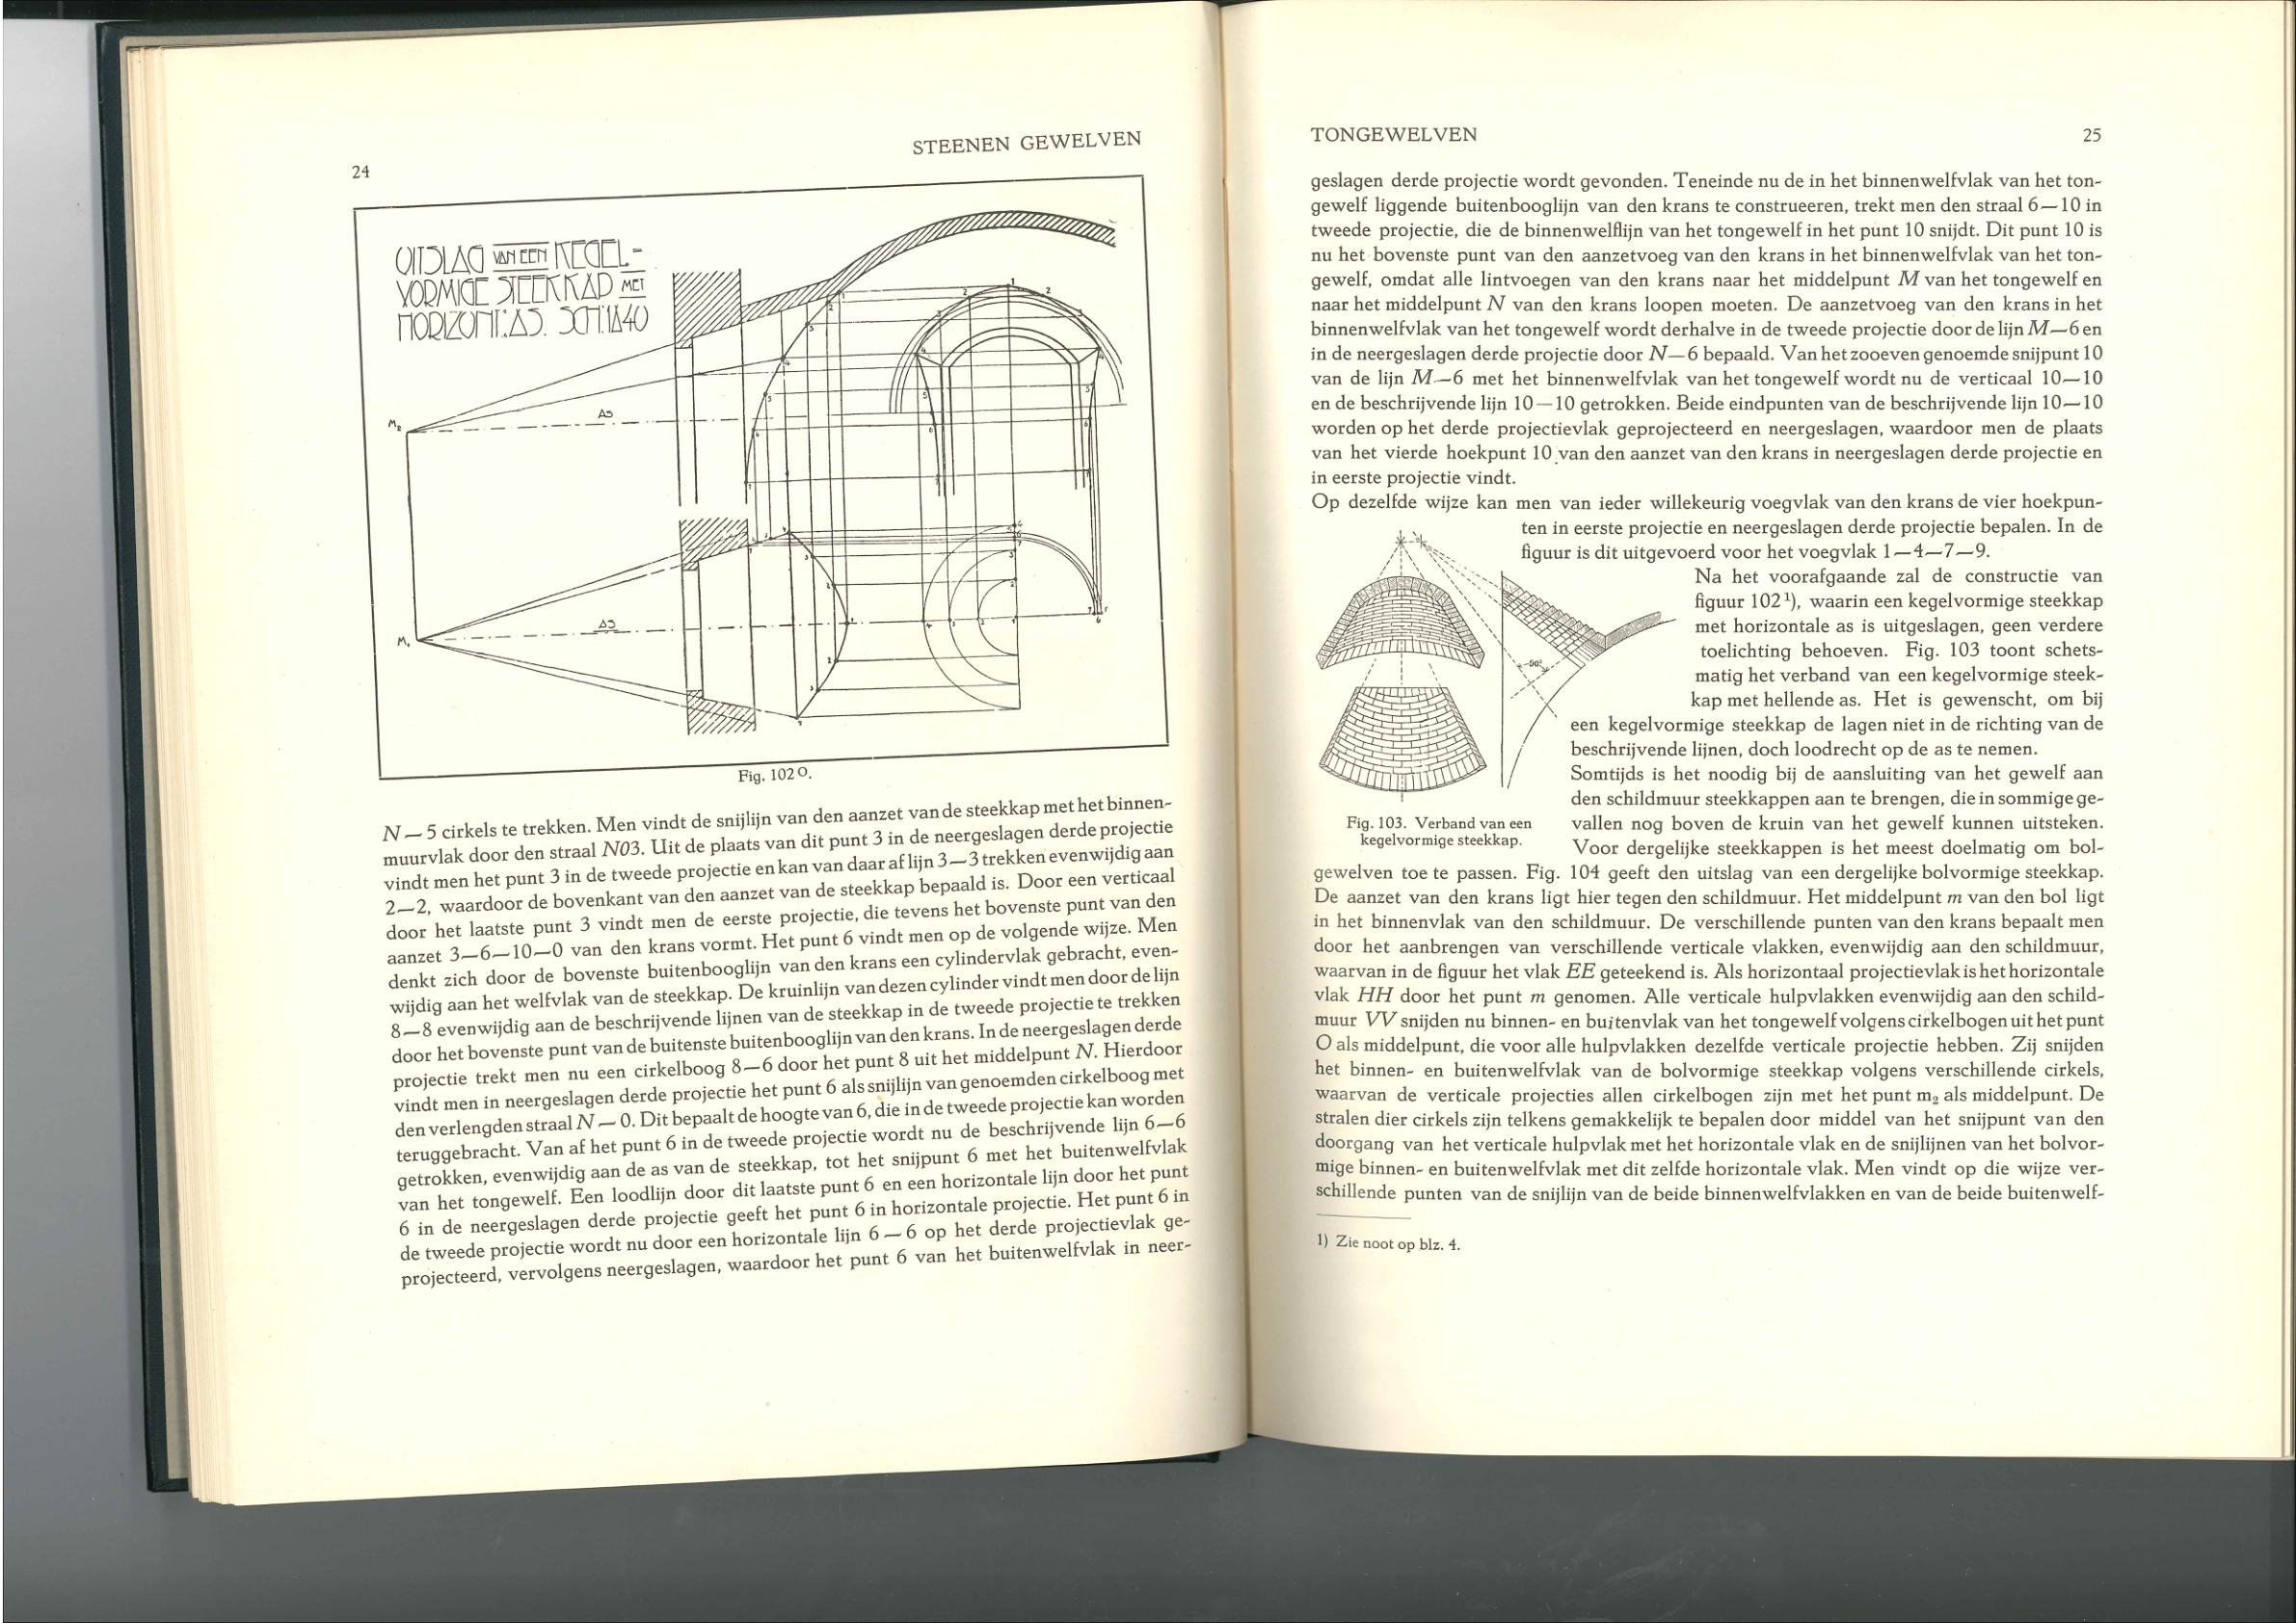 24
STEENEN GEWELVEN
UITSLAG VAN EEN KEGEL-
VORMIGE STEEKKAP MET
HORIZONT: AS. SCH: 1À40
M₂
AS
M₁
AS
Fig. 102 O.
N — 5 cirkels te trekken. Men vindt de snijlijn van den aanzet van de steekkap met het binnen-
muurvlak door den straal N03. Uit de plaats van dit punt 3 in de neergeslagen derde projectie
vindt men het punt 3 in de tweede projectie en kan van daar af lijn 3—3 trekken evenwijdig aan
2—2, waardoor de bovenkant van den aanzet van de steekkap bepaald is. Door een verticaal
door het laatste punt 3 vindt men de eerste projectie, die tevens het bovenste punt van den
aanzet 3—6—10—0 van den krans vormt. Het punt 6 vindt men op de volgende wijze. Men
denkt zich door de bovenste buitenbooglijn van den krans een cylindervlak gebracht, even-
wijdig aan het welfvlak van de steekkap. De kruinlijn van dezen cylinder vindt men door de lijn
8—8 evenwijdig aan de beschrijvende lijnen van de steekkap in de tweede projectie te trekken
door het bovenste punt van de buitenste buitenbooglijn van den krans. In de neergeslagen derde
projectie trekt men nu een cirkelboog 8—6 door het punt 8 uit het middelpunt N. Hierdoor
vindt men in neergeslagen derde projectie het punt 6 als snijlijn van genoemden cirkelboog met
den verlengden straal N — 0. Dit bepaalt de hoogte van 6, die in de tweede projectie kan worden
teruggebracht. Van af het punt 6 in de tweede projectie wordt nu de beschrijvende lijn 6—6
getrokken, evenwijdig aan de as van de steekkap, tot het snijpunt 6 met het buitenwelfvlak
van het tongewelf. Een loodlijn door dit laatste punt 6 en een horizontale lijn door het punt
6 in de neergeslagen derde projectie geeft het punt 6 in horizontale projectie. Het punt 6 in
de tweede projectie wordt nu door een horizontale lijn 6 — 6 op het derde projectievlak ge-
projecteerd, vervolgens neergeslagen, waardoor het punt 6 van het buitenwelfvlak in neer-
TONGEWELVEN
25
geslagen derde projectie wordt gevonden. Teneinde nu de in het binnenwelfvlak van het ton-
gewelf liggende buitenbooglijn van den krans te construeeren, trekt men den straal 6—10 in
tweede projectie, die de binnenwelflijn van het tongewelf in het punt 10 snijdt. Dit punt 10 is
nu het bovenste punt van den aanzetvoeg van den krans in het binnenwelfvlak van het ton-
gewelf, omdat alle lintvoegen van den krans naar het middelpunt M van het tongewelf en
naar het middelpunt N van den krans loopen moeten. De aanzetvoeg van den krans in het
binnenwelfvlak van het tongewelf wordt derhalve in de tweede projectie door de lijn M—6 en
in de neergeslagen derde projectie door N—6 bepaald. Van het zooeven genoemde snijpunt 10
van de lijn M—6 met het binnenwelfvlak van het tongewelf wordt nu de verticaal 10—10
en de beschrijvende lijn 10—10 getrokken. Beide eindpunten van de beschrijvende lijn 10—10
worden op het derde projectievlak geprojecteerd en neergeslagen, waardoor men de plaats
van het vierde hoekpunt 10 van den aanzet van den krans in neergeslagen derde projectie en
in eerste projectie vindt.
Op dezelfde wijze kan men van ieder willekeurig voegvlak van den krans de vier hoekpun-
ten in eerste projectie en neergeslagen derde projectie bepalen. In de
figuur is dit uitgevoerd voor het voegvlak 1—4—7—9.
Na het voorafgaande zal de constructie van
figuur 102¹), waarin een kegelvormige steekkap
met horizontale as is uitgeslagen, geen verdere
toelichting behoeven. Fig. 103 toont schets-
matig het verband van een kegelvormige steek-
kap met hellende as. Het is gewenscht, om bij
een kegelvormige steekkap de lagen niet in de richting van de
beschrijvende lijnen, doch loodrecht op de as te nemen.
Somtijds is het noodig bij de aansluiting van het gewelf aan
den schildmuur steekkappen aan te brengen, die in sommige ge-
vallen nog boven de kruin van het gewelf kunnen uitsteken.
Voor dergelijke steekkappen is het meest doelmatig om bol-
90°
Fig. 103. Verband van een
kegelvormige steekkap.
gewelven toe te passen. Fig. 104 geeft den uitslag van een dergelijke bolvormige steekkap.
De aanzet van den krans ligt hier tegen den schildmuur. Het middelpunt m van den bol ligt
in het binnenvlak van den schildmuur. De verschillende punten van den krans bepaalt men
door het aanbrengen van verschillende verticale vlakken, evenwijdig aan den schildmuur,
waarvan in de figuur het vlak EE geteekend is. Als horizontaal projectievlak is het horizontale
vlak HH door het punt m genomen. Alle verticale hulpvlakken evenwijdig aan den schild-
muur VV snijden nu binnen- en buitenvlak van het tongewelf volgens cirkelbogen uit het punt
O als middelpunt, die voor alle hulpvlakken dezelfde verticale projectie hebben. Zij snijden
het binnen- en buitenwelfvlak van de bolvormige steekkap volgens verschillende cirkels,
waarvan de verticale projecties allen cirkelbogen zijn met het punt m₂ als middelpunt. De
stralen dier cirkels zijn telkens gemakkelijk te bepalen door middel van het snijpunt van den
doorgang van het verticale hulpvlak met het horizontale vlak en de snijlijnen van het bolvor-
mige binnen- en buitenwelfvlak met dit zelfde horizontale vlak. Men vindt op die wijze ver-
schillende punten van de snijlijn van de beide binnenwelfvlakken en van de beide buitenwelf-
1) Zie noot op blz. 4.